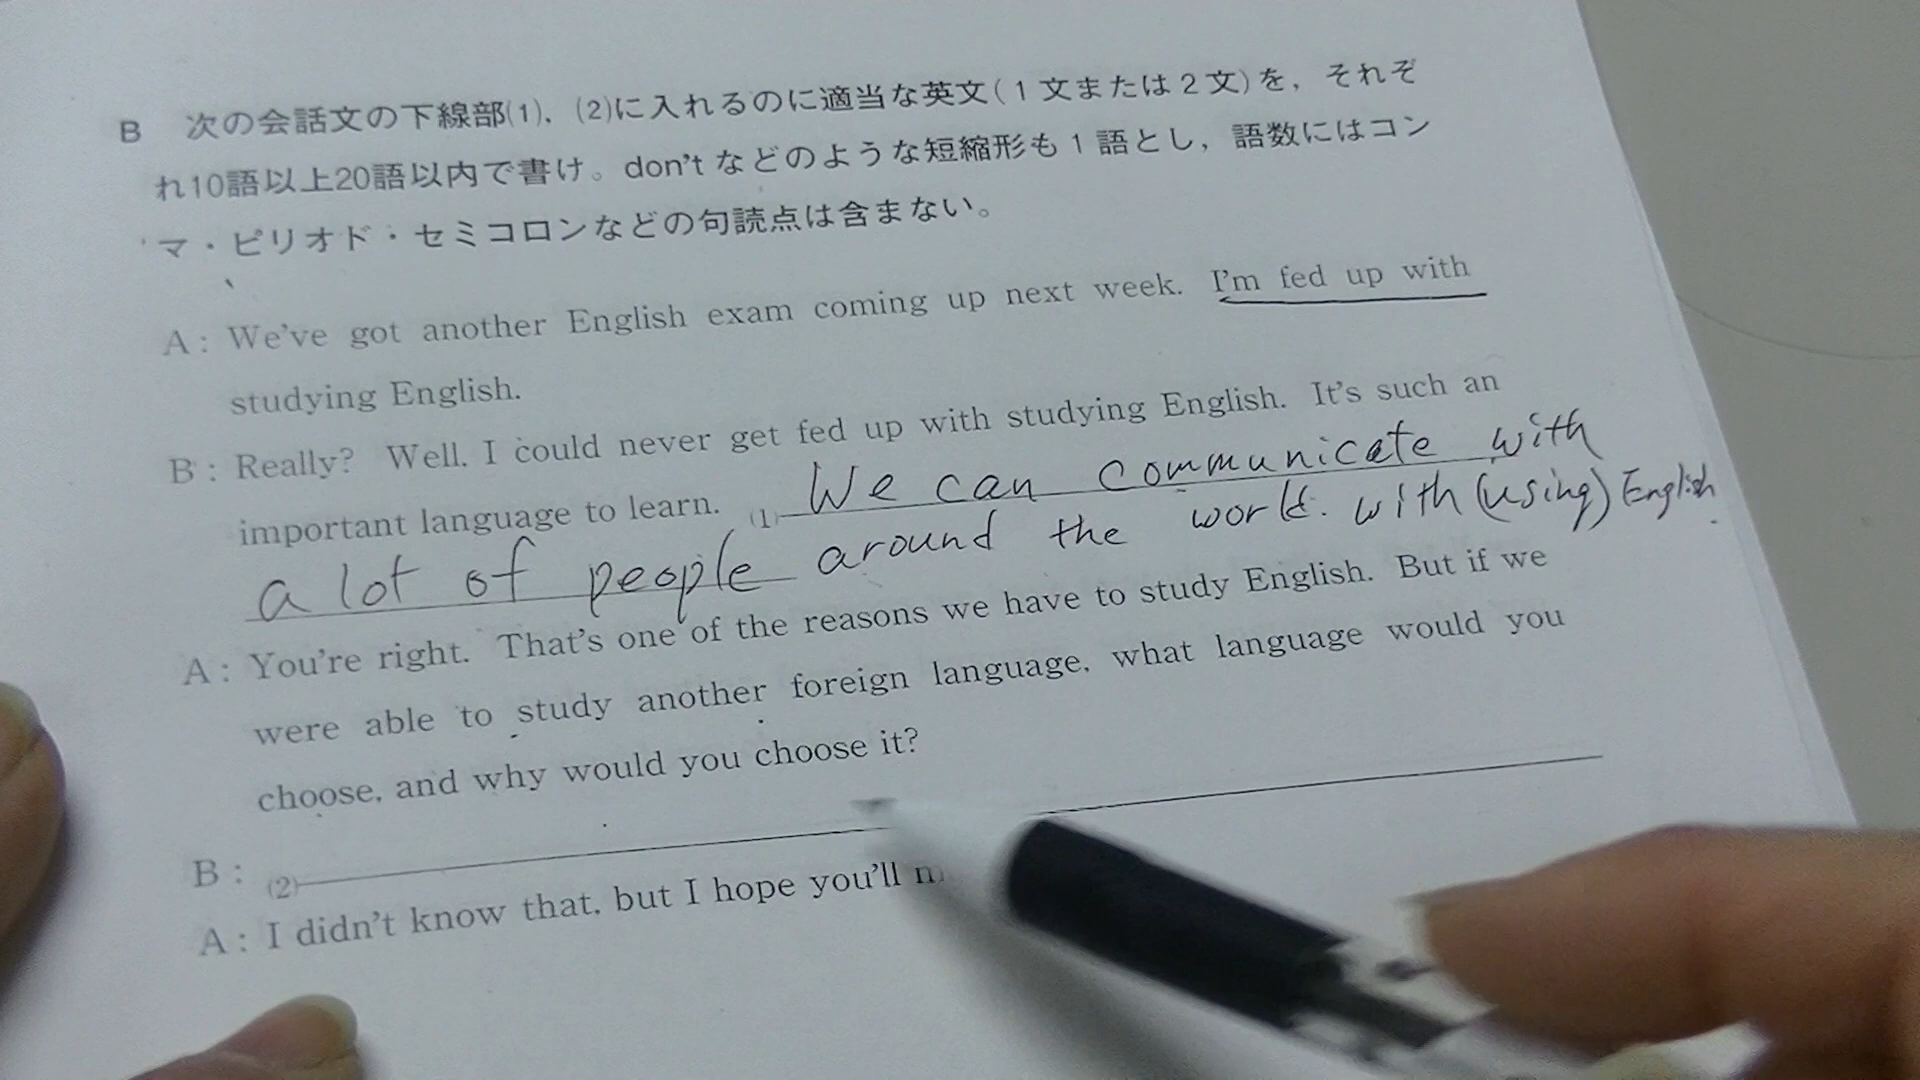 B 次の会話文の下線部(1)，(2)に入れるのに適当な英文(1文または2文)を，それぞ
れ10語以上20語以内で書け。don'tなどのような短縮形も1語とし，語数にはコン
マ・ピリオド・セミコロンなどの句読点は含まない。
A : We've got another English exam coming up next week. I'm fed up with
studying English.
B : Really? Well, I could never get fed up with studying English. It's such an
important language to learn. (1) We can communicate with
a lot of people around the world. with (using) English.
A : You're right. That's one of the reasons we have to study English. But if we
were able to study another foreign language, what language would you
choose, and why would you choose it?
B : (2)
A : I didn't know that, but I hope you'll